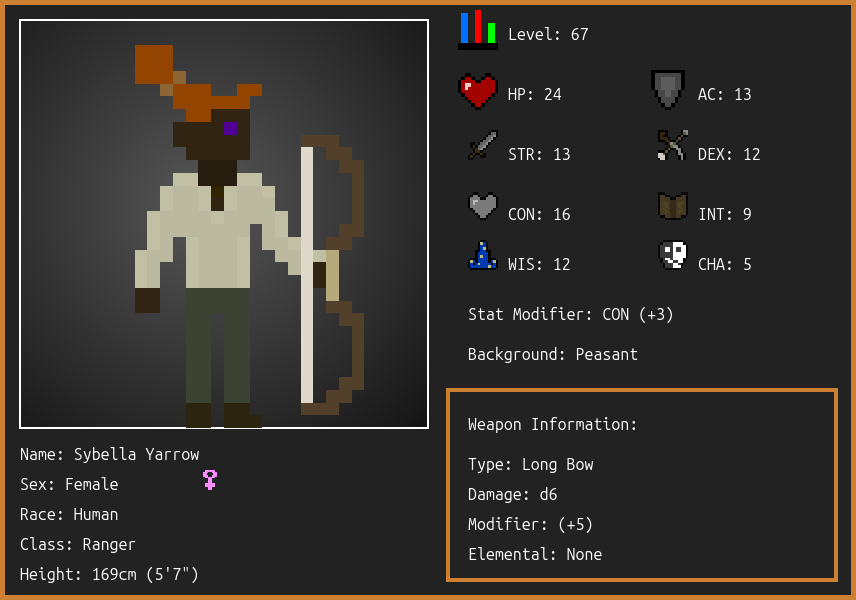 Level: 67
HP: 24
AC: 13
STR: 13
DEX: 12
CON: 16
INT: 9
WIS: 12
CHA: 5
Stat Modifier: CON (+3)
Background: Peasant
Weapon Information:
Type: Long Bow
Damage: d6
Modifier: (+5)
Elemental: None
Name: Sybella Yarrow
Sex: Female
Race: Human
Class: Ranger
Height: 169cm (5'7")